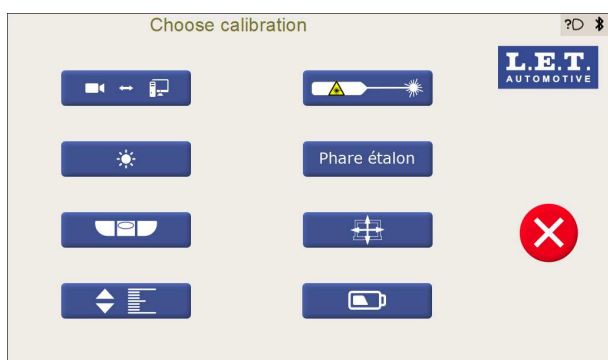 Choose calibration
?
L.E.T.
AUTOMOTIVE
Phare étalon